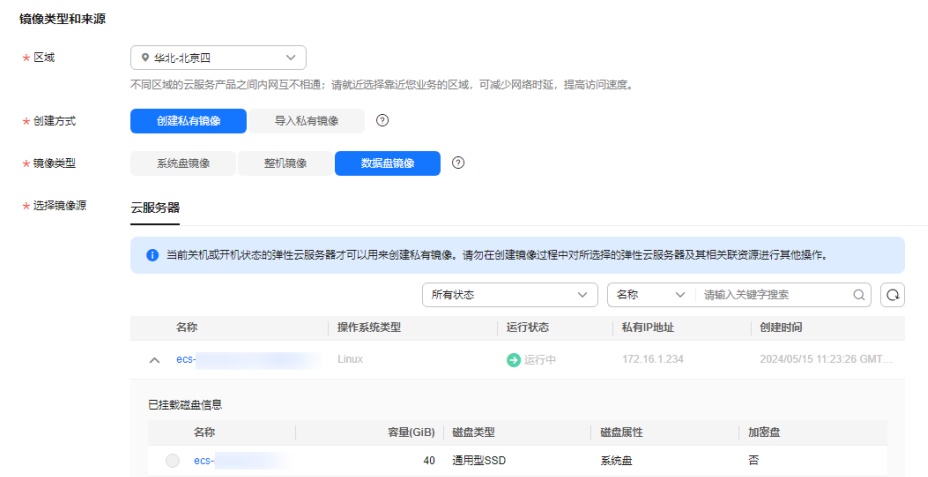 镜像类型和来源
* 区域 华北-北京四
不同区域的云服务产品之间内网互不相通；请就近选择靠近您业务的区域，可减少网络时延，提高访问速度。
* 创建方式 创建私有镜像 导入私有镜像 ?
* 镜像类型 系统盘镜像 整机镜像 数据盘镜像 ?
* 选择镜像源 云服务器
当前关机或开机状态的弹性云服务器才可以用来创建私有镜像。请勿在创建镜像过程中对所选择的弹性云服务器及其相关联资源进行其他操作。
所有状态 名称 请输入关键字搜索
名称 操作系统类型 运行状态 私有IP地址 创建时间
ecs- Linux 运行中 172.16.1.234 2024/05/15 11:23:26 GMT...
已挂载磁盘信息
名称 容量(GiB) 磁盘类型 磁盘属性 加密盘
ecs- 40 通用型SSD 系统盘 否